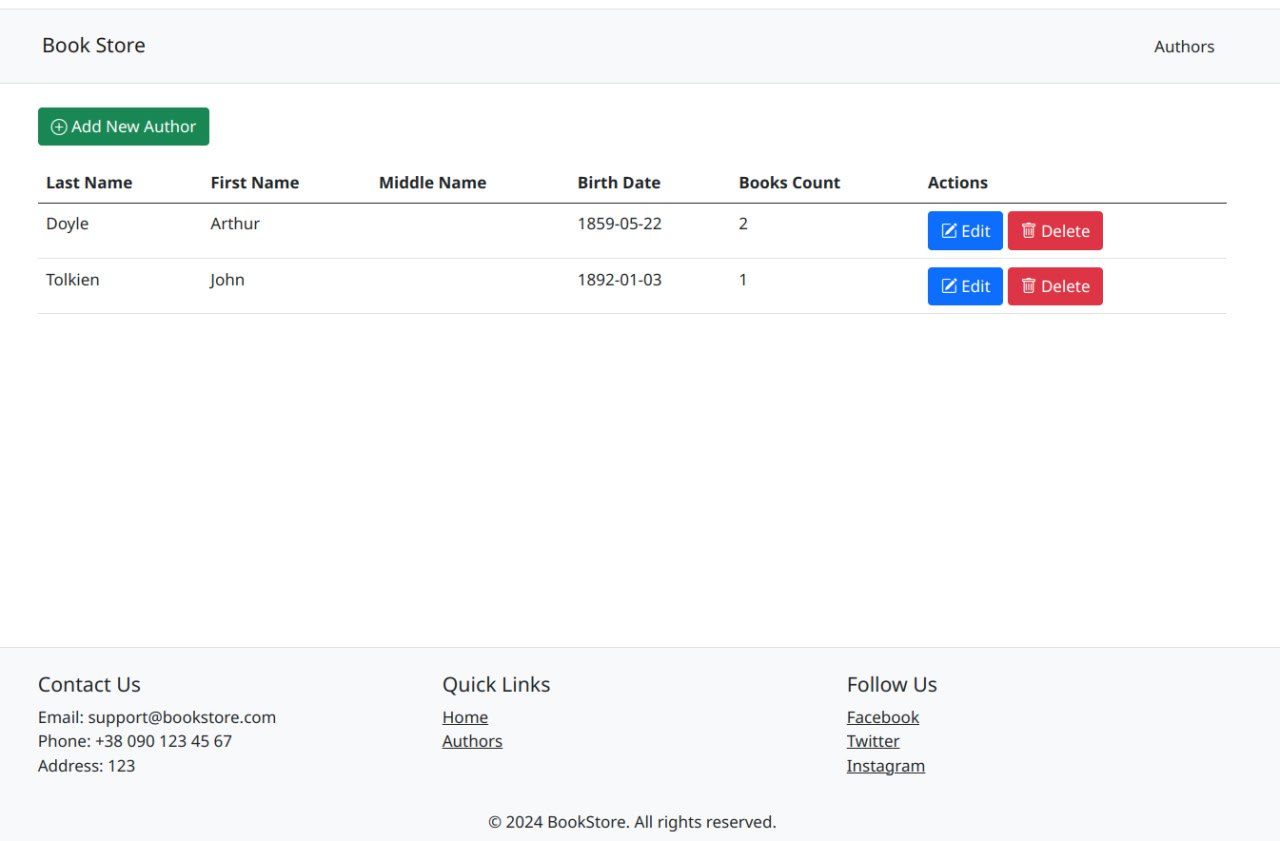 Book Store Authors
Add New Author
Last Name First Name Middle Name Birth Date Books Count Actions
Doyle Arthur 1859-05-22 2 Edit Delete
Tolkien John 1892-01-03 1 Edit Delete
Contact Us Quick Links Follow Us
Email: support@bookstore.com Home Facebook
Phone: +38 090 123 45 67 Authors Twitter
Address: 123 Instagram
© 2024 BookStore. All rights reserved.